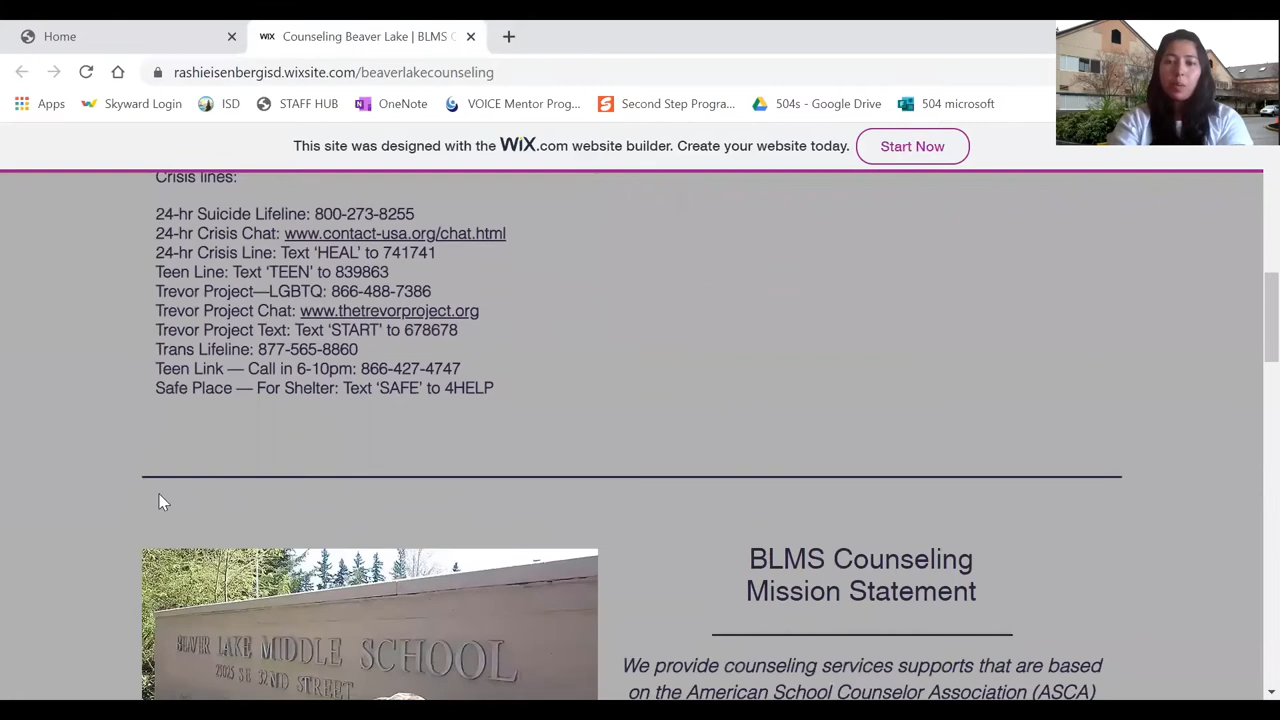 Home
WiX Counseling Beaver Lake | BLMS C
rashieisenbergisd.wixsite.com/beaverlakecounseling
Apps Skyward Login ISD STAFF HUB OneNote VOICE Mentor Prog... Second Step Progra... 504s - Google Drive 504 microsoft
This site was designed with the WiX.com website builder. Create your website today. Start Now
Crisis lines:
24-hr Suicide Lifeline: 800-273-8255
24-hr Crisis Chat: www.contact-usa.org/chat.html
24-hr Crisis Line: Text ‘HEAL’ to 741741
Teen Line: Text ‘TEEN’ to 839863
Trevor Project—LGBTQ: 866-488-7386
Trevor Project Chat: www.thetrevorproject.org
Trevor Project Text: Text ‘START’ to 678678
Trans Lifeline: 877-565-8860
Teen Link — Call in 6-10pm: 866-427-4747
Safe Place — For Shelter: Text ‘SAFE’ to 4HELP
BEAVER LAKE MIDDLE SCHOOL
25025 S.E. 32ND STREET
BLMS Counseling
Mission Statement
We provide counseling services supports that are based
on the American School Counselor Association (ASCA)